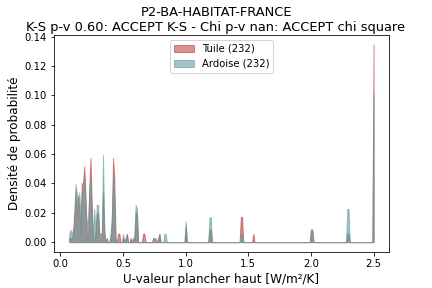 P2-BA-HABITAT-FRANCE
K-S p-v 0.60: ACCEPT K-S - Chi p-v nan: ACCEPT chi square
0.14
0.12
0.10
0.08
0.06
0.04
0.02
0.00
Densité de probabilité
Tuile (232)
Ardoise (232)
0.0
0.5
1.0
1.5
2.0
2.5
U-valeur plancher haut [W/m²/K]